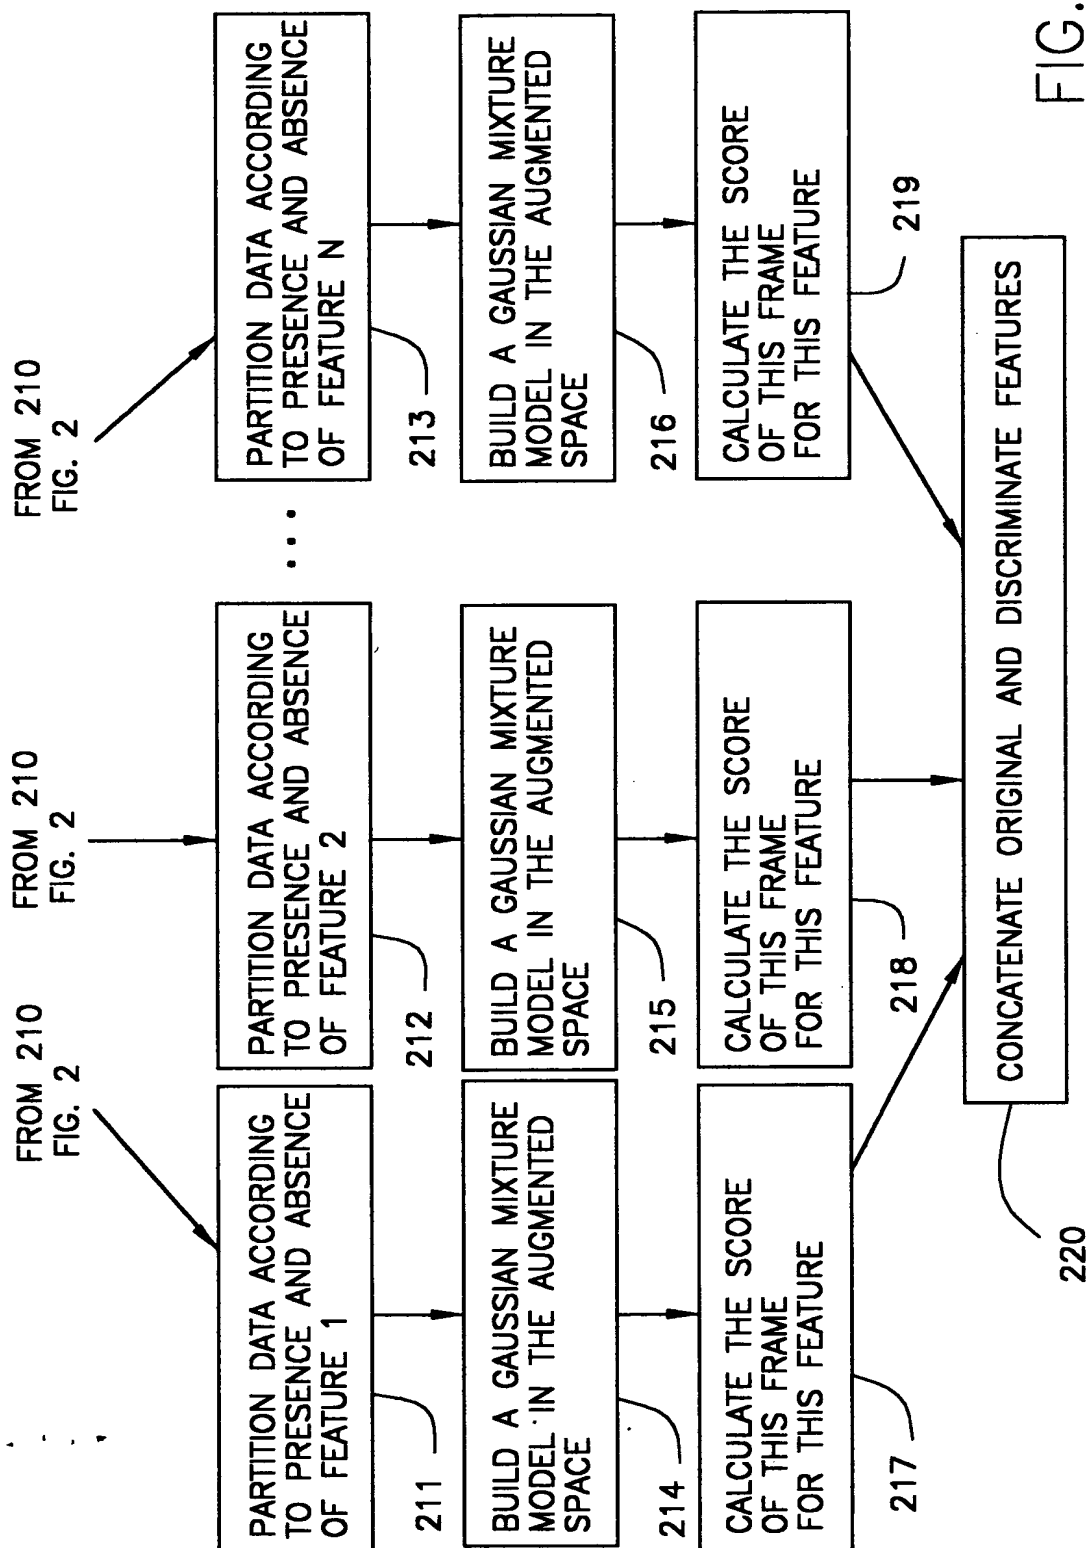 FROM 210
FIG. 2
PARTITION DATA ACCORDING
TO PRESENCE AND ABSENCE
OF FEATURE 1
211
BUILD A GAUSSIAN MIXTURE
MODEL IN THE AUGMENTED
SPACE
214
CALCULATE THE SCORE
OF THIS FRAME
FOR THIS FEATURE
217
FROM 210
FIG. 2
PARTITION DATA ACCORDING
TO PRESENCE AND ABSENCE
OF FEATURE 2
212
BUILD A GAUSSIAN MIXTURE
MODEL IN THE AUGMENTED
SPACE
215
CALCULATE THE SCORE
OF THIS FRAME
FOR THIS FEATURE
218
...
FROM 210
FIG. 2
PARTITION DATA ACCORDING
TO PRESENCE AND ABSENCE
OF FEATURE N
213
BUILD A GAUSSIAN MIXTURE
MODEL IN THE AUGMENTED
SPACE
216
CALCULATE THE SCORE
OF THIS FRAME
FOR THIS FEATURE
219
CONCATENATE ORIGINAL AND DISCRIMINATE FEATURES
220
FIG.